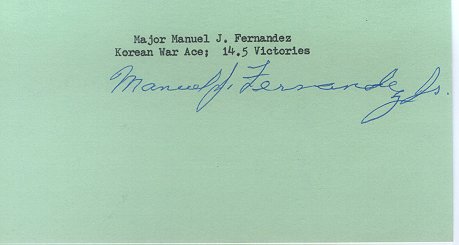 Major Manuel J. Fernandez
Korean War Ace; 14.5 Victories
Manuel J. Fernandez Jr.